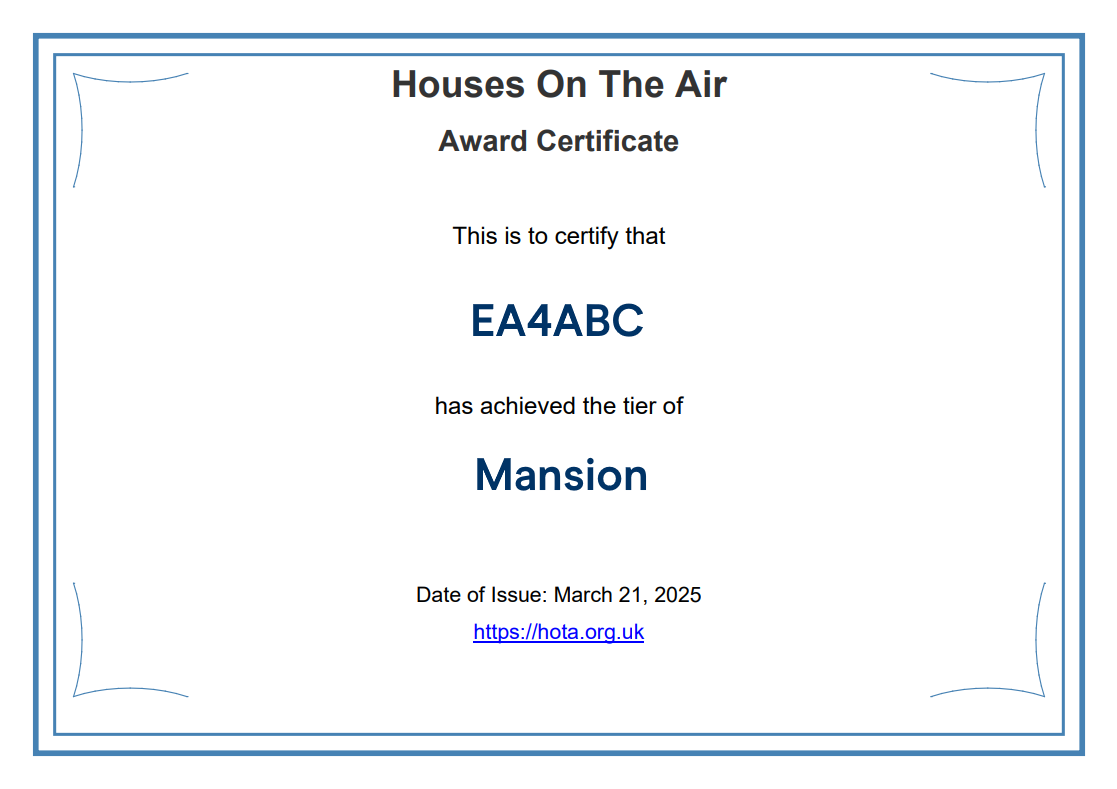 Houses On The Air
Award Certificate
This is to certify that
EA4ABC
has achieved the tier of
Mansion
Date of Issue: March 21, 2025
https://hota.org.uk